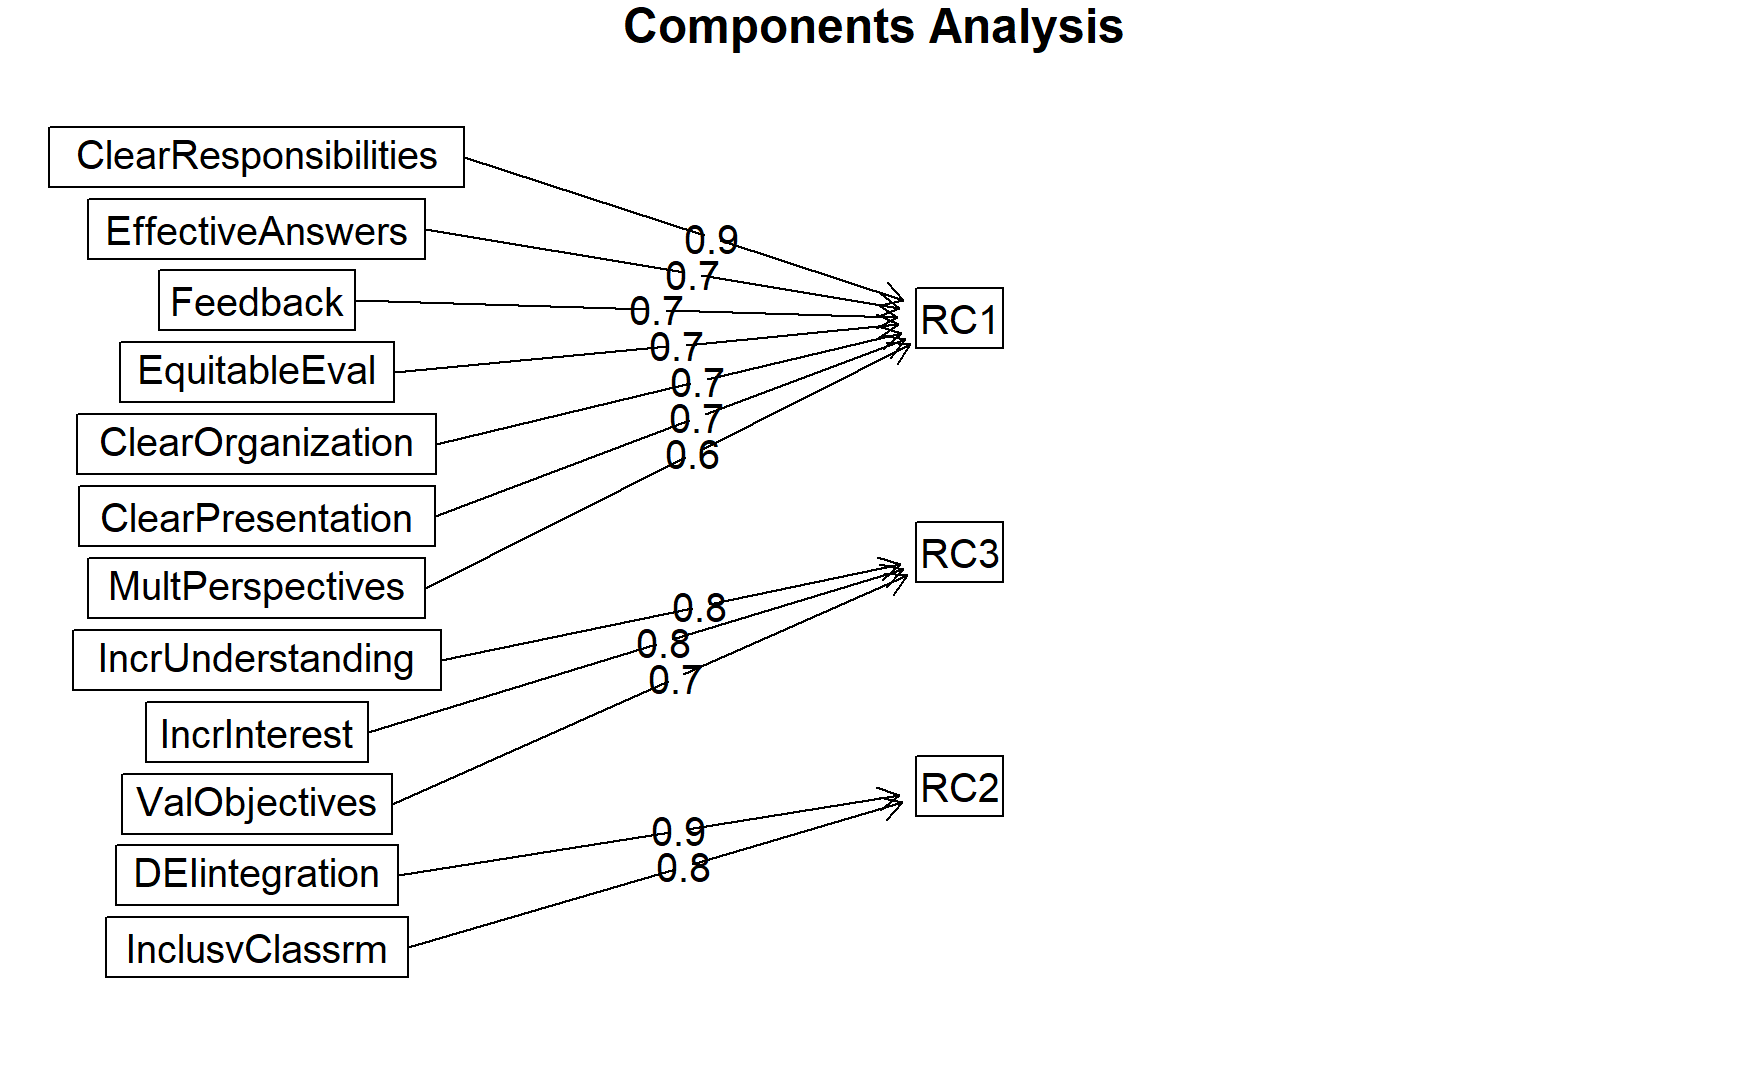 Components Analysis
ClearResponsibilities
EffectiveAnswers
Feedback
EquitableEval
ClearOrganization
ClearPresentation
MultPerspectives
IncrUnderstanding
IncrInterest
ValObjectives
DEIintegration
InclusvClassrm
0.9
0.7
0.7
0.7
0.7
0.7
0.6
0.8
0.8
0.7
0.9
0.8
RC1
RC3
RC2